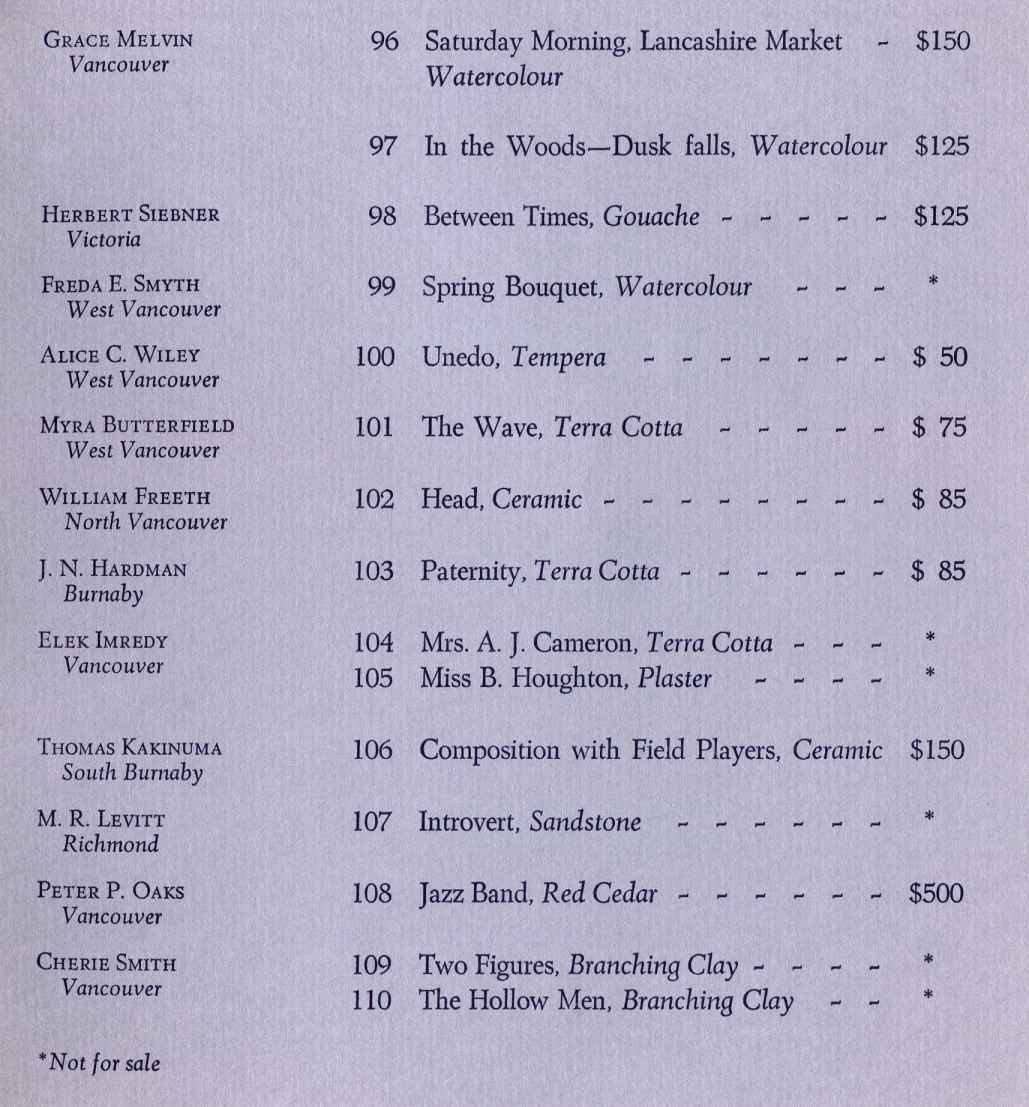 GRACE MELVIN 96 Saturday Morning, Lancashire Market - $150
Vancouver Watercolour
97 In the Woods—Dusk falls, Watercolour $125
HERBERT SIEBNER 98 Between Times, Gouache - - - - - $125
Victoria
FREDA E. SMYTH 99 Spring Bouquet, Watercolour - - - *
West Vancouver
ALICE C. WILEY 100 Unedo, Tempera - - - - - - - $ 50
West Vancouver
MYRA BUTTERFIELD 101 The Wave, Terra Cotta - - - - - $ 75
West Vancouver
WILLIAM FREETH 102 Head, Ceramic - - - - - - - - $ 85
North Vancouver
J. N. HARDMAN 103 Paternity, Terra Cotta - - - - - - $ 85
Burnaby
ELEK IMREDY 104 Mrs. A. J. Cameron, Terra Cotta - - - *
Vancouver 105 Miss B. Houghton, Plaster - - - - *
THOMAS KAKINUMA 106 Composition with Field Players, Ceramic $150
South Burnaby
M. R. LEVITT 107 Introvert, Sandstone - - - - - - *
Richmond
PETER P. OAKS 108 Jazz Band, Red Cedar - - - - - - $500
Vancouver
CHERIE SMITH 109 Two Figures, Branching Clay - - - - *
Vancouver 110 The Hollow Men, Branching Clay - - *
*Not for sale